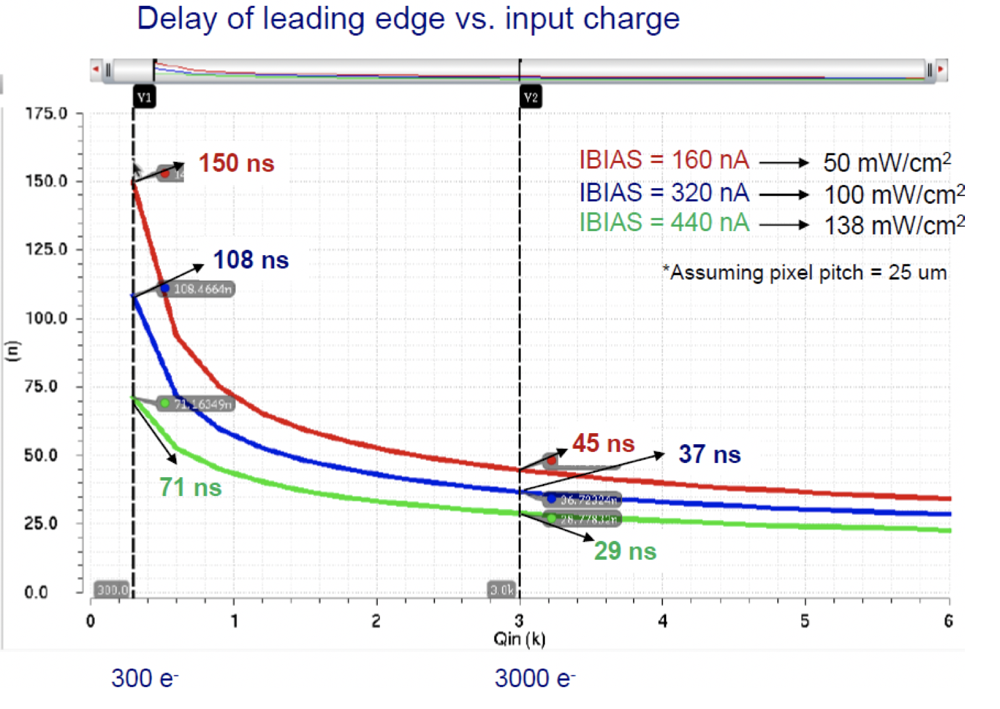 Delay of leading edge vs. input charge
V1
V2
175.0
150.0
125.0
100.0
75.0
50.0
25.0
0.0
(n)
150 ns
108 ns
108.4664n
71.16349n
71 ns
IBIAS = 160 nA 50 mW/cm²
IBIAS = 320 nA 100 mW/cm²
IBIAS = 440 nA 138 mW/cm²
*Assuming pixel pitch = 25 um
45 ns
37 ns
36.72324n
28.77832n
29 ns
300.0
3.0k
0 1 2 3 4 5 6
Qin (k)
300 e⁻
3000 e⁻